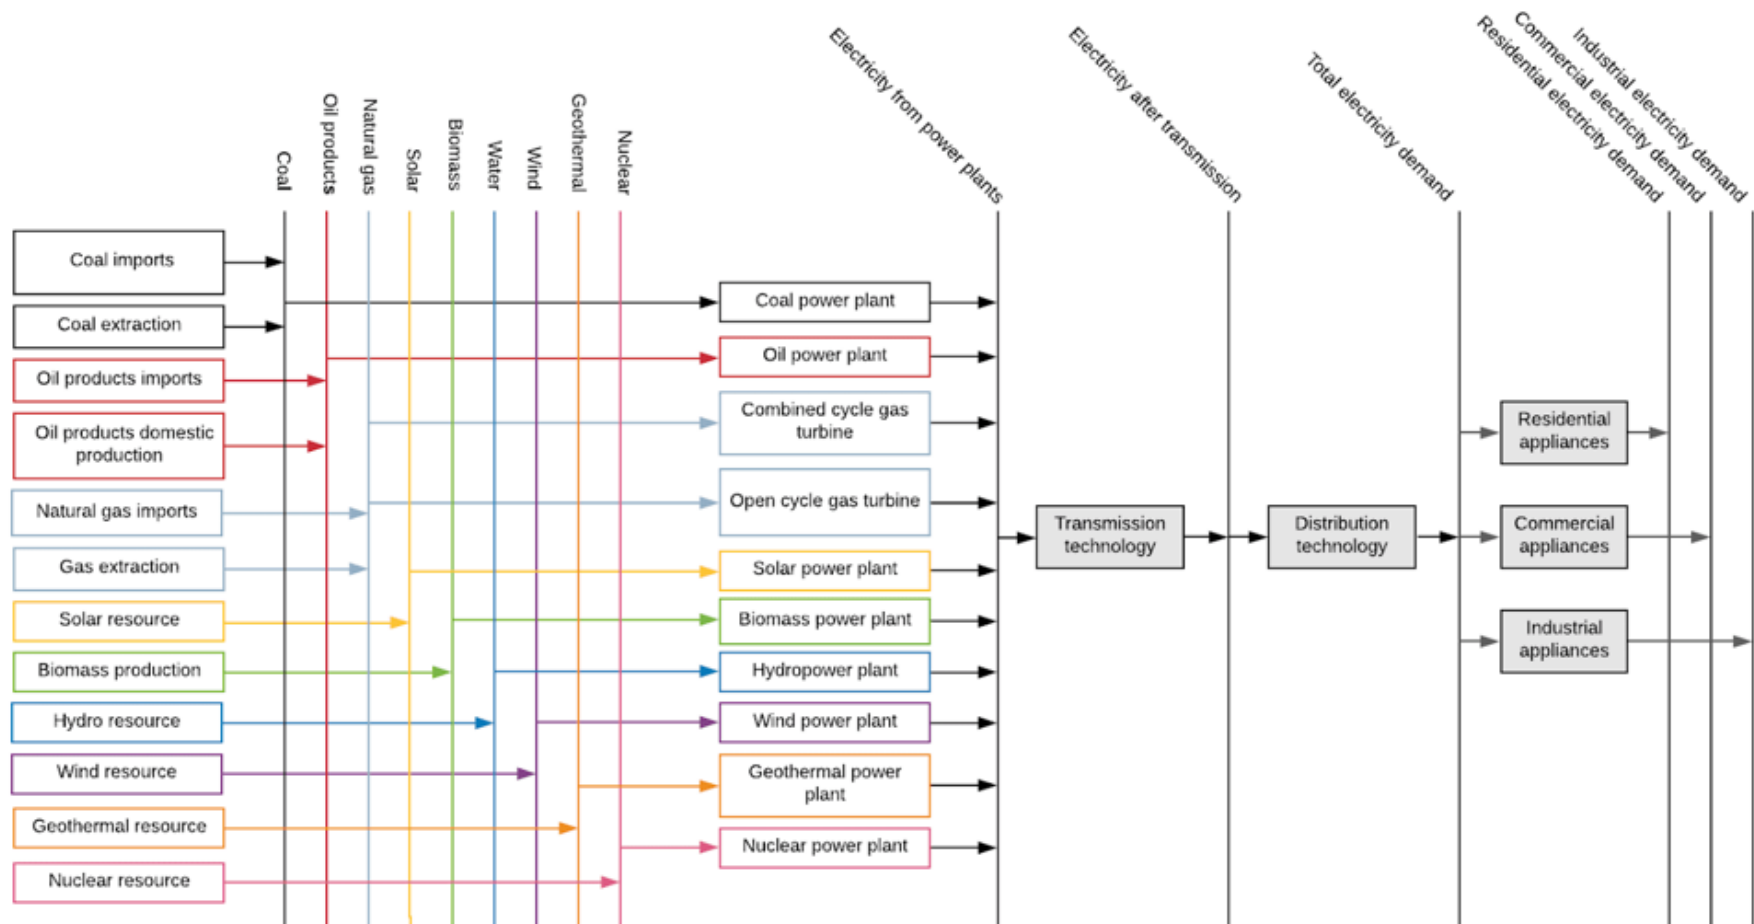 Coal
Oil products
Natural gas
Solar
Biomass
Water
Wind
Geothermal
Nuclear
Electricity from power plants
Electricity after transmission
Total electricity demand
Residential electricity demand
Commercial electricity demand
Industrial electricity demand
Coal imports
Coal extraction
Oil products imports
Oil products domestic
production
Natural gas imports
Gas extraction
Solar resource
Biomass production
Hydro resource
Wind resource
Geothermal resource
Nuclear resource
Coal power plant
Oil power plant
Combined cycle gas
turbine
Open cycle gas turbine
Solar power plant
Biomass power plant
Hydropower plant
Wind power plant
Geothermal power
plant
Nuclear power plant
Transmission
technology
Distribution
technology
Residential
appliances
Commercial
appliances
Industrial
appliances